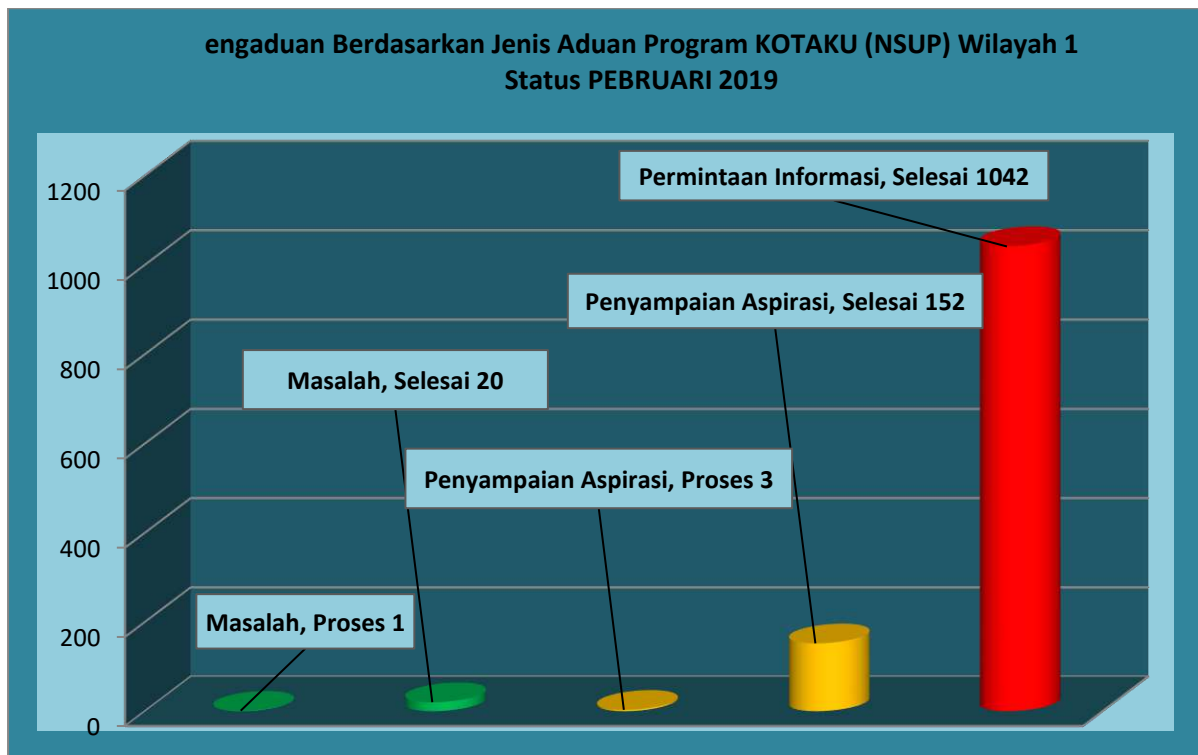 engaduan Berdasarkan Jenis Aduan Program KOTAKU (NSUP) Wilayah 1
Status PEBRUARI 2019
Permintaan Informasi, Selesai 1042
1200
1000
Penyampaian Aspirasi, Selesai 152
800
Masalah, Selesai 20
600
Penyampaian Aspirasi, Proses 3
400
Masalah, Proses 1
200
0